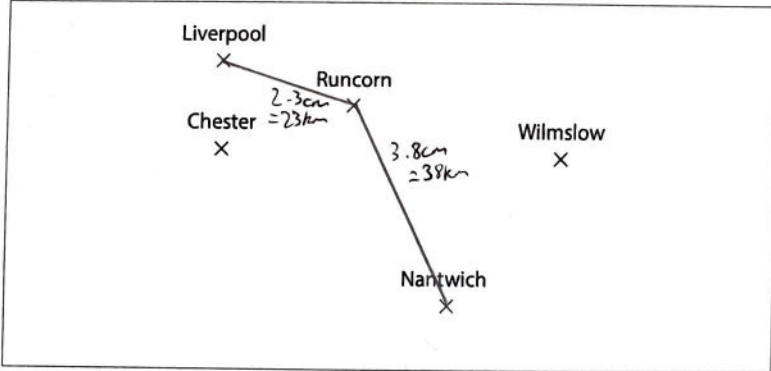 Liverpool
Runcorn
2.3cm
=23km
Chester
Wilmslow
3.8cm
=38km
Nantwich